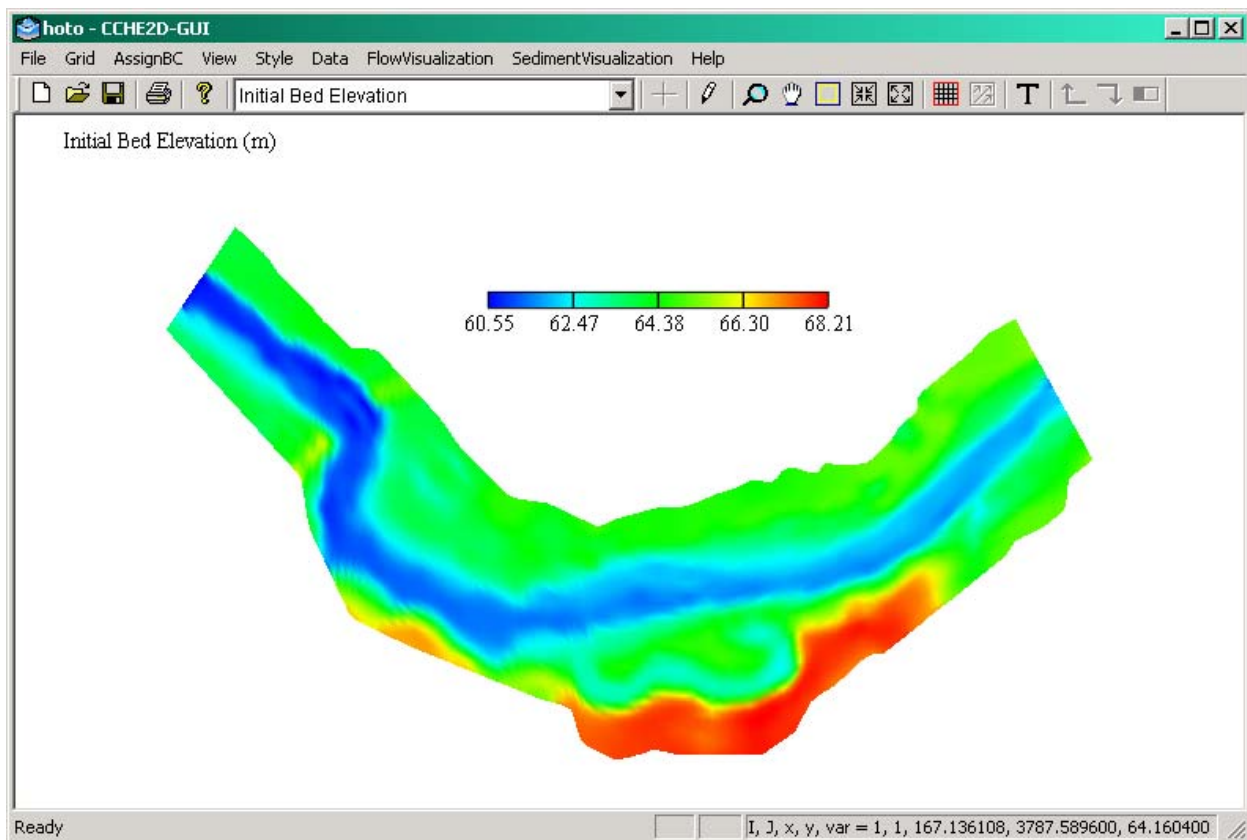 hoto - CCHE2D-GUI
File Grid AssignBC View Style Data FlowVisualization SedimentVisualization Help
Initial Bed Elevation T
Initial Bed Elevation (m)
60.55 62.47 64.38 66.30 68.21
Ready I, J, x, y, var = 1, 1, 167.136108, 3787.589600, 64.160400